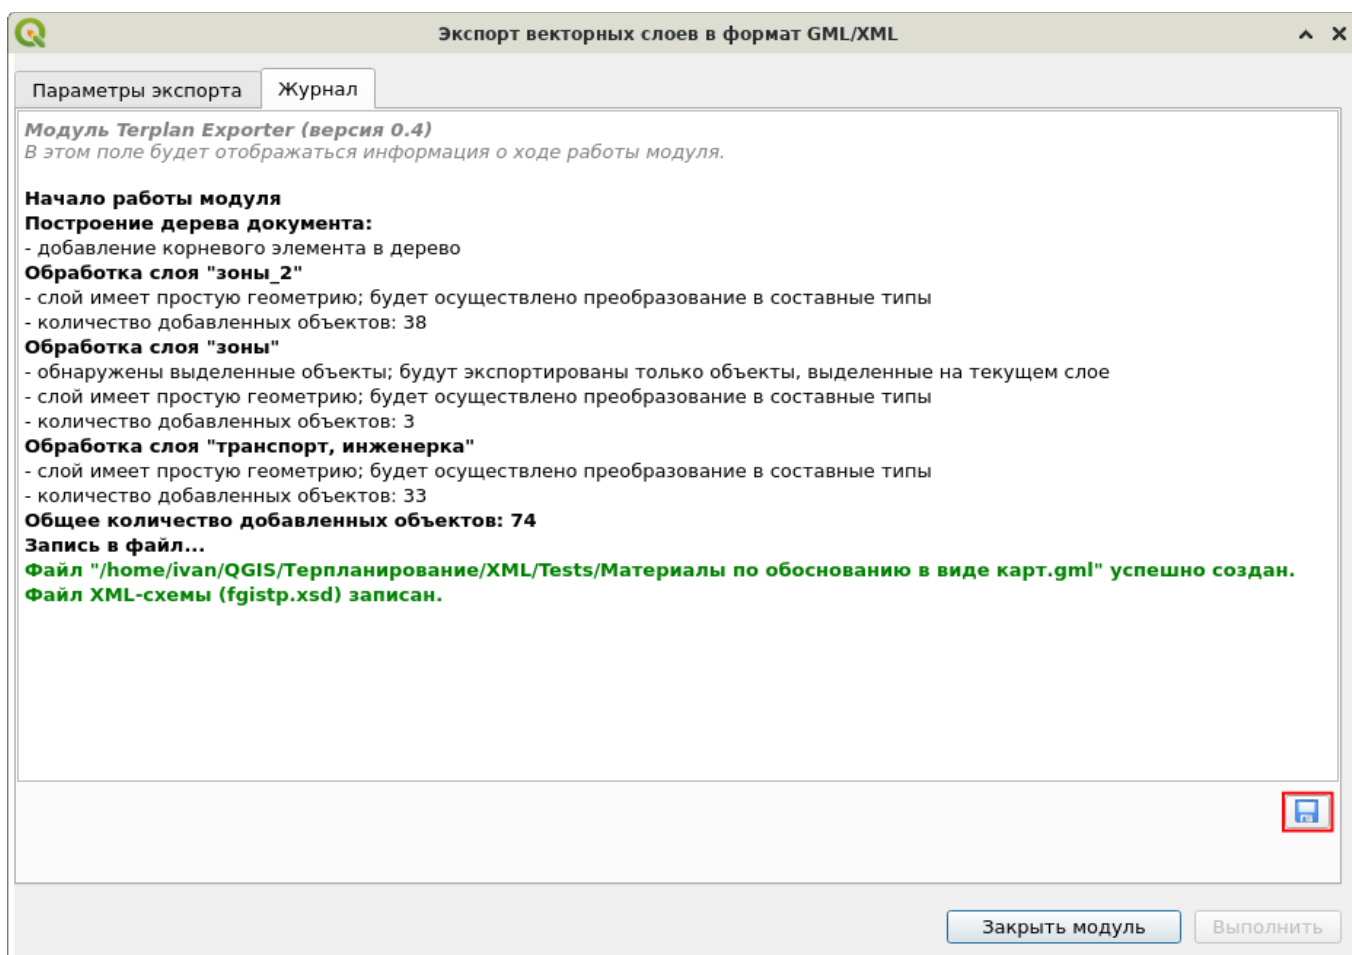 Экспорт векторных слоев в формат GML/XML
Параметры экспорта
Журнал
Модуль Terplan Exporter (версия 0.4)
В этом поле будет отображаться информация о ходе работы модуля.
Начало работы модуля
Построение дерева документа:
- добавление корневого элемента в дерево
Обработка слоя "зоны_2"
- слой имеет простую геометрию; будет осуществлено преобразование в составные типы
- количество добавленных объектов: 38
Обработка слоя "зоны"
- обнаружены выделенные объекты; будут экспортированы только объекты, выделенные на текущем слое
- слой имеет простую геометрию; будет осуществлено преобразование в составные типы
- количество добавленных объектов: 3
Обработка слоя "транспорт, инженерка"
- слой имеет простую геометрию; будет осуществлено преобразование в составные типы
- количество добавленных объектов: 33
Общее количество добавленных объектов: 74
Запись в файл...
Файл "/home/ivan/QGIS/Терпланирование/XML/Tests/Материалы по обоснованию в виде карт.gml" успешно создан.
Файл XML-схемы (fgistp.xsd) записан.
Закрыть модуль
Выполнить